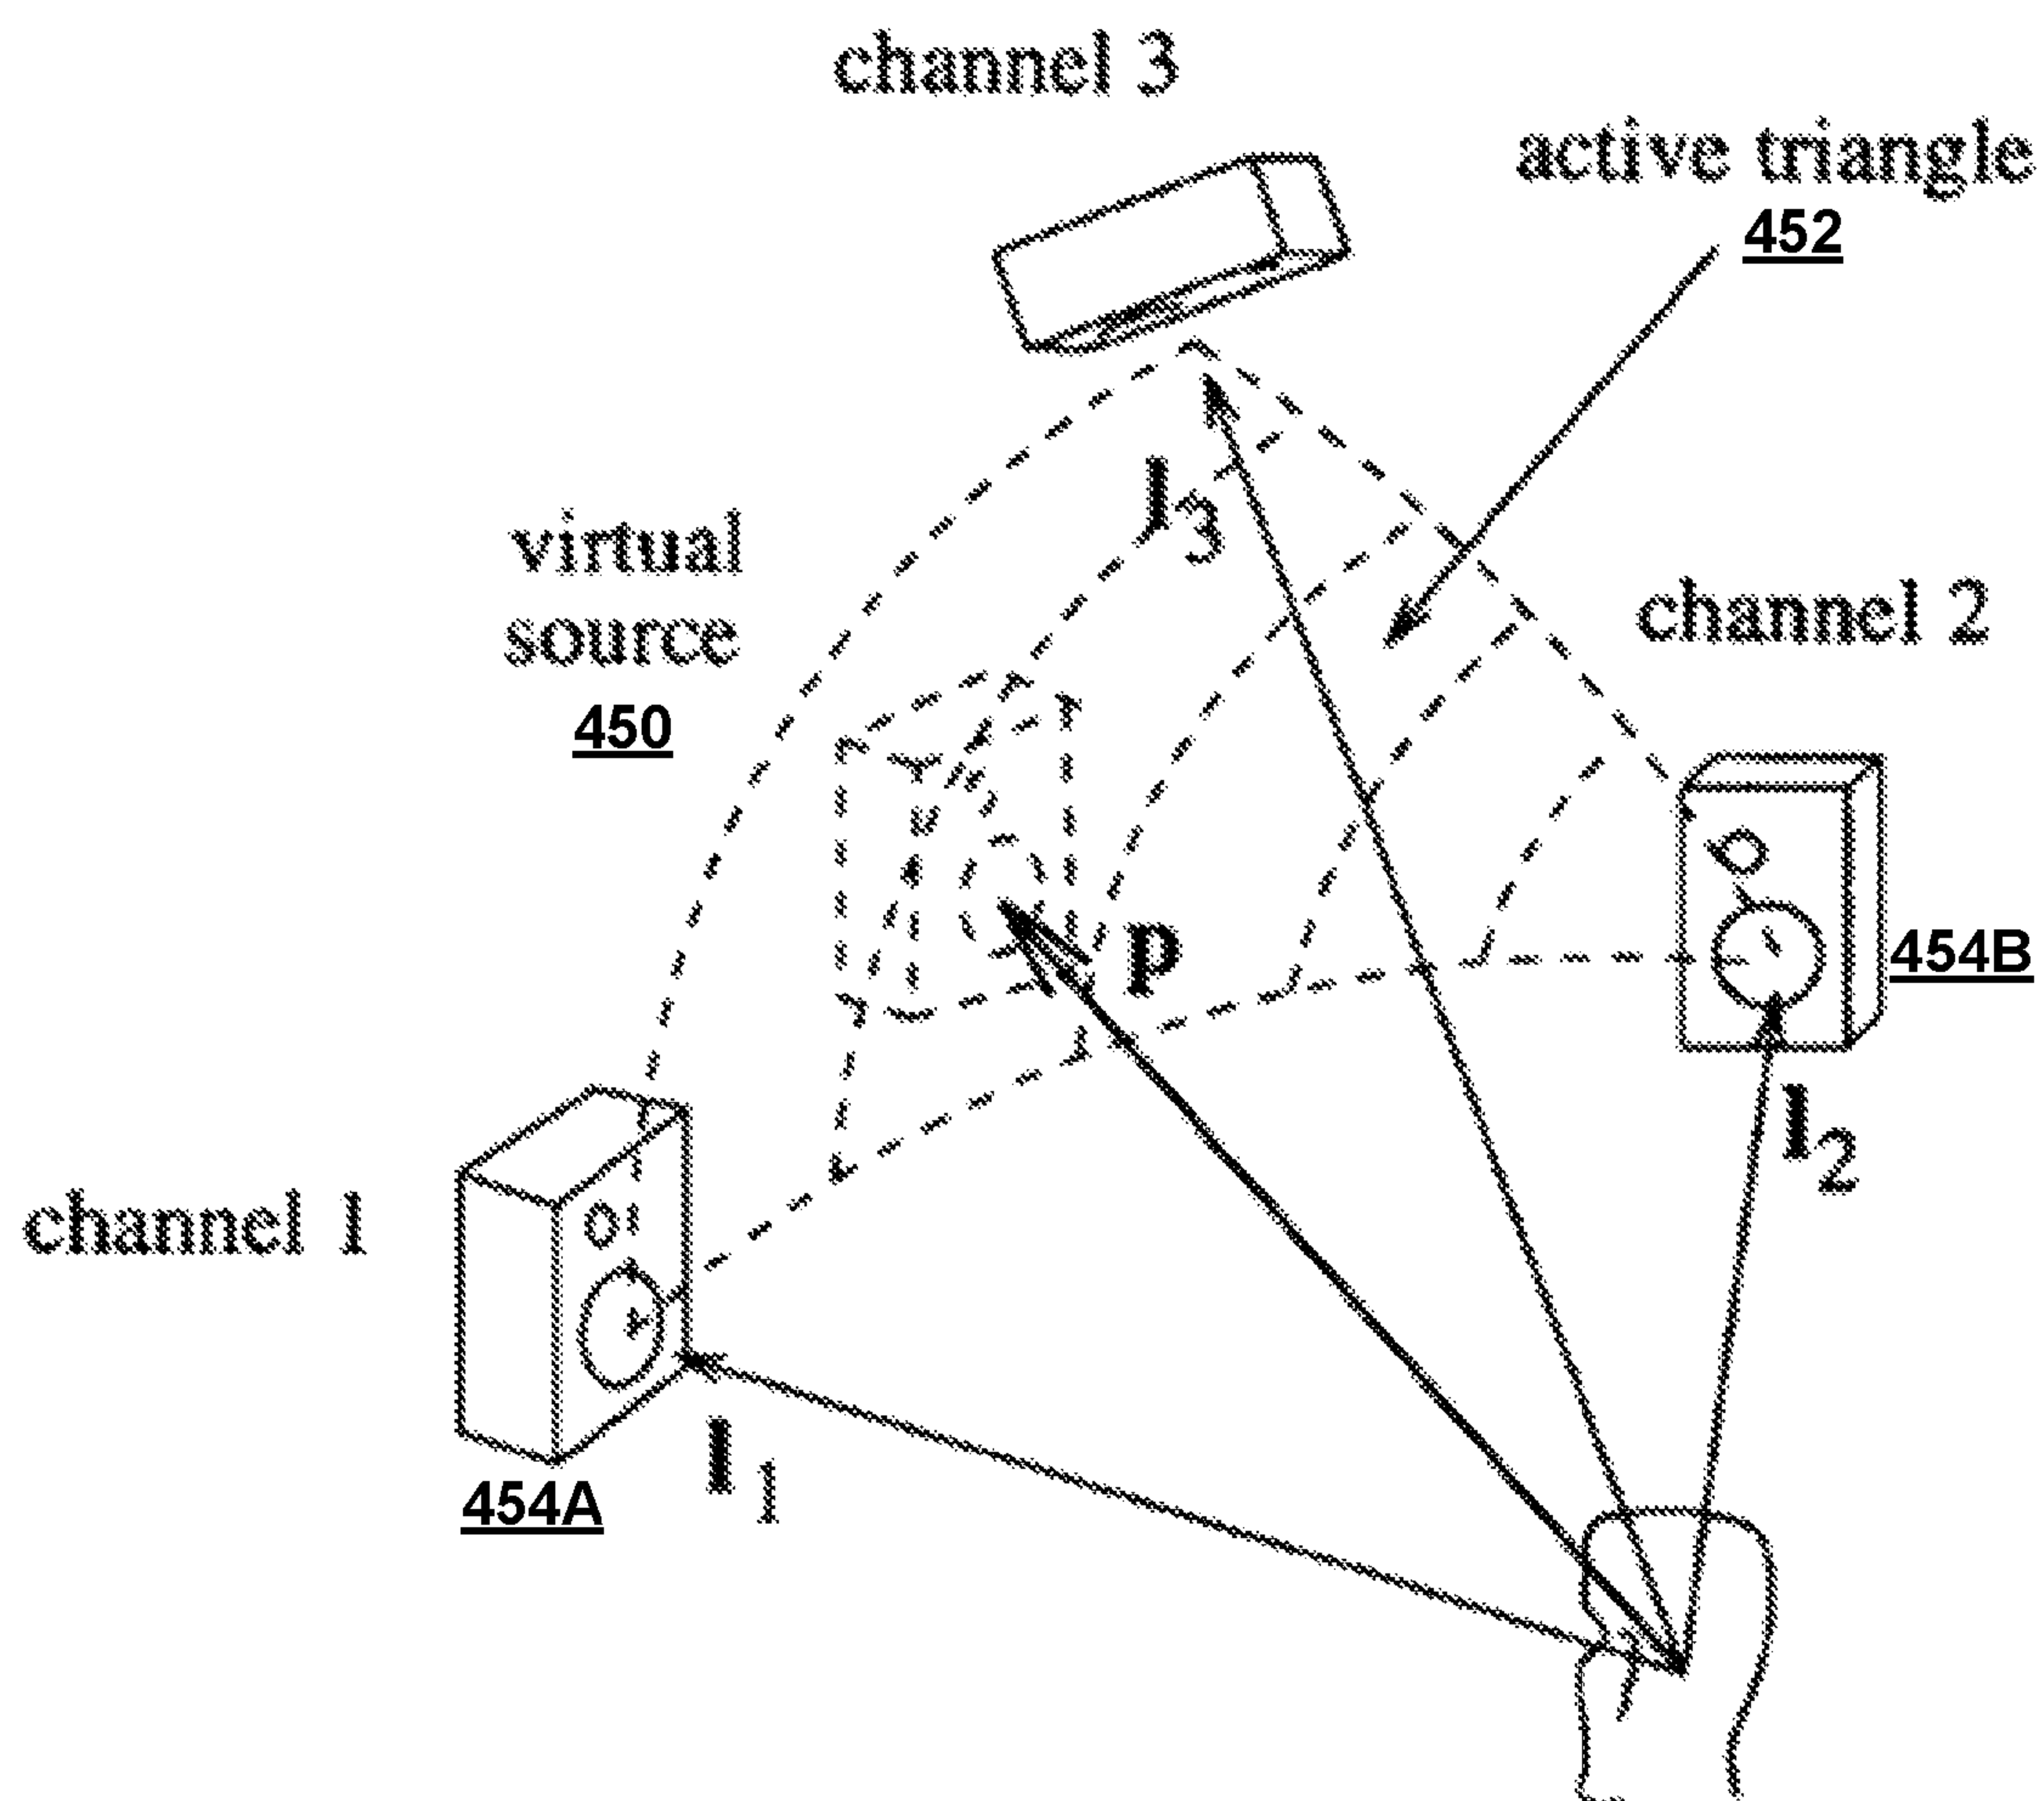 channel 3
active triangle
452
l3
virtual
source
450
channel 2
p
454B
l2
channel 1
l1
454A